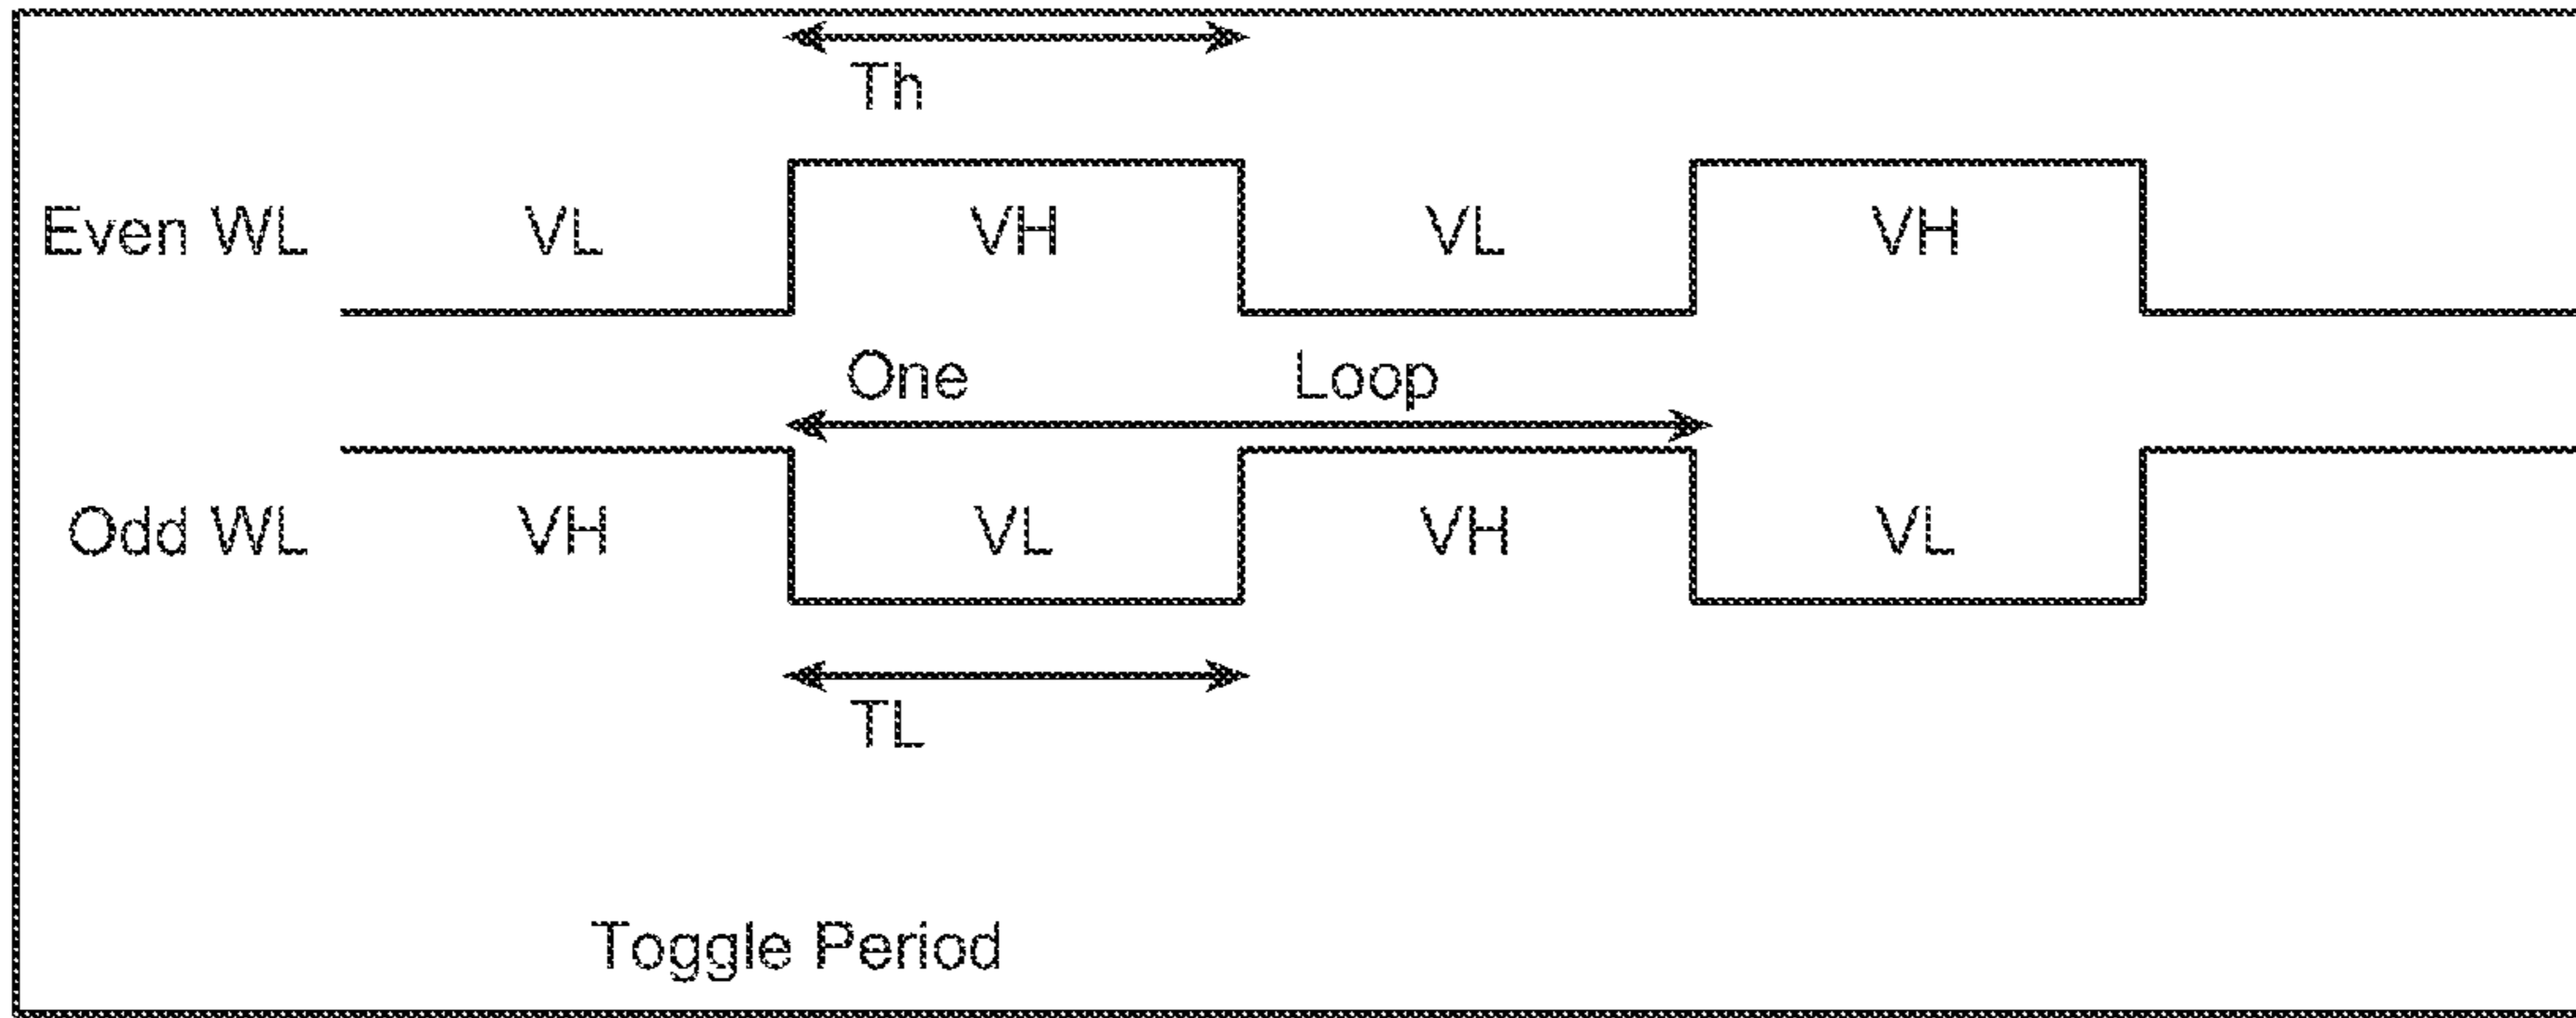 Th
Even WL VL VH VL VH
One Loop
Odd WL VH VL VH VL
TL
Toggle Period